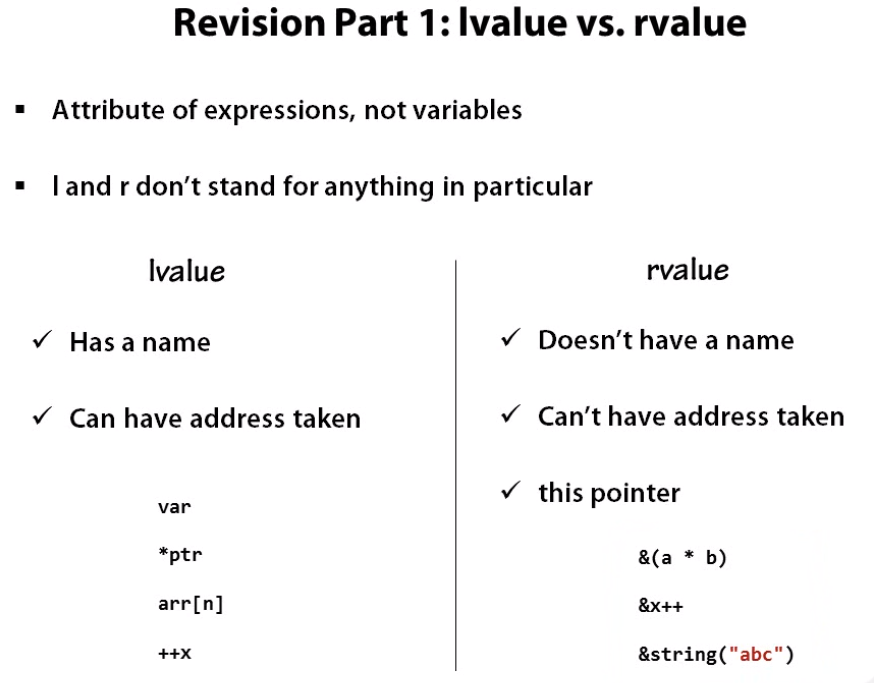 Revision Part 1: lvalue vs. rvalue
▪ Attribute of expressions, not variables
▪ l and r don't stand for anything in particular
lvalue
✓ Has a name
✓ Can have address taken
var
*ptr
arr[n]
++x
rvalue
✓ Doesn't have a name
✓ Can't have address taken
✓ this pointer
&(a * b)
&x++
&string("abc")